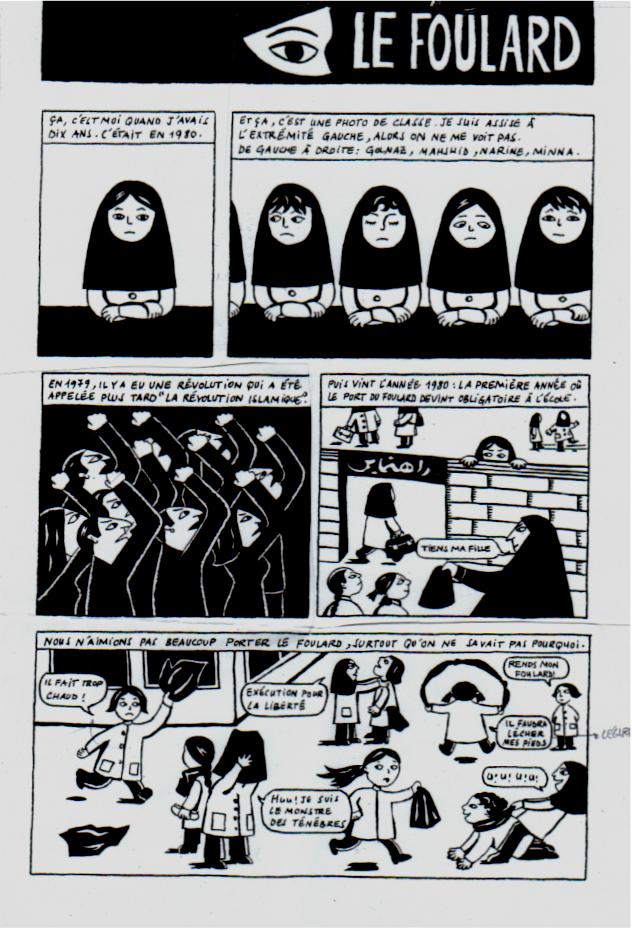 LE FOULARD
ÇA, C'EST MOI QUAND J'AVAIS
DIX ANS. C'ÉTAIT EN 1980.
ET ÇA, C'EST UNE PHOTO DE CLASSE. JE SUIS ASSISE À
L'EXTRÉMITÉ GAUCHE, ALORS ON NE ME VOIT PAS.
DE GAUCHE À DROITE: GOLNAZ, MAHSHID, NARINE, MINNA.
EN 1979, IL Y A EU UNE RÉVOLUTION QUI A ÉTÉ
APPELÉE PLUS TARD "LA RÉVOLUTION ISLAMIQUE".
PUIS VINT L'ANNÉE 1980: LA PREMIÈRE ANNÉE OÙ
LE PORT DU FOULARD DEVINT OBLIGATOIRE À L'ÉCOLE.
راهنمایی
TIENS MA FILLE
NOUS N'AIMIONS PAS BEAUCOUP PORTER LE FOULARD, SURTOUT QU'ON NE SAVAIT PAS POURQUOI.
IL FAIT TROP
CHAUD!
EXÉCUTION POUR
LA LIBERTÉ
RENDS MON
FOULARD!
IL FAUDRA
LÉCHER
MES PIEDS
HUU! JE SUIS
LE MONSTRE
DES TÉNÉBRES
U! U! U! U!